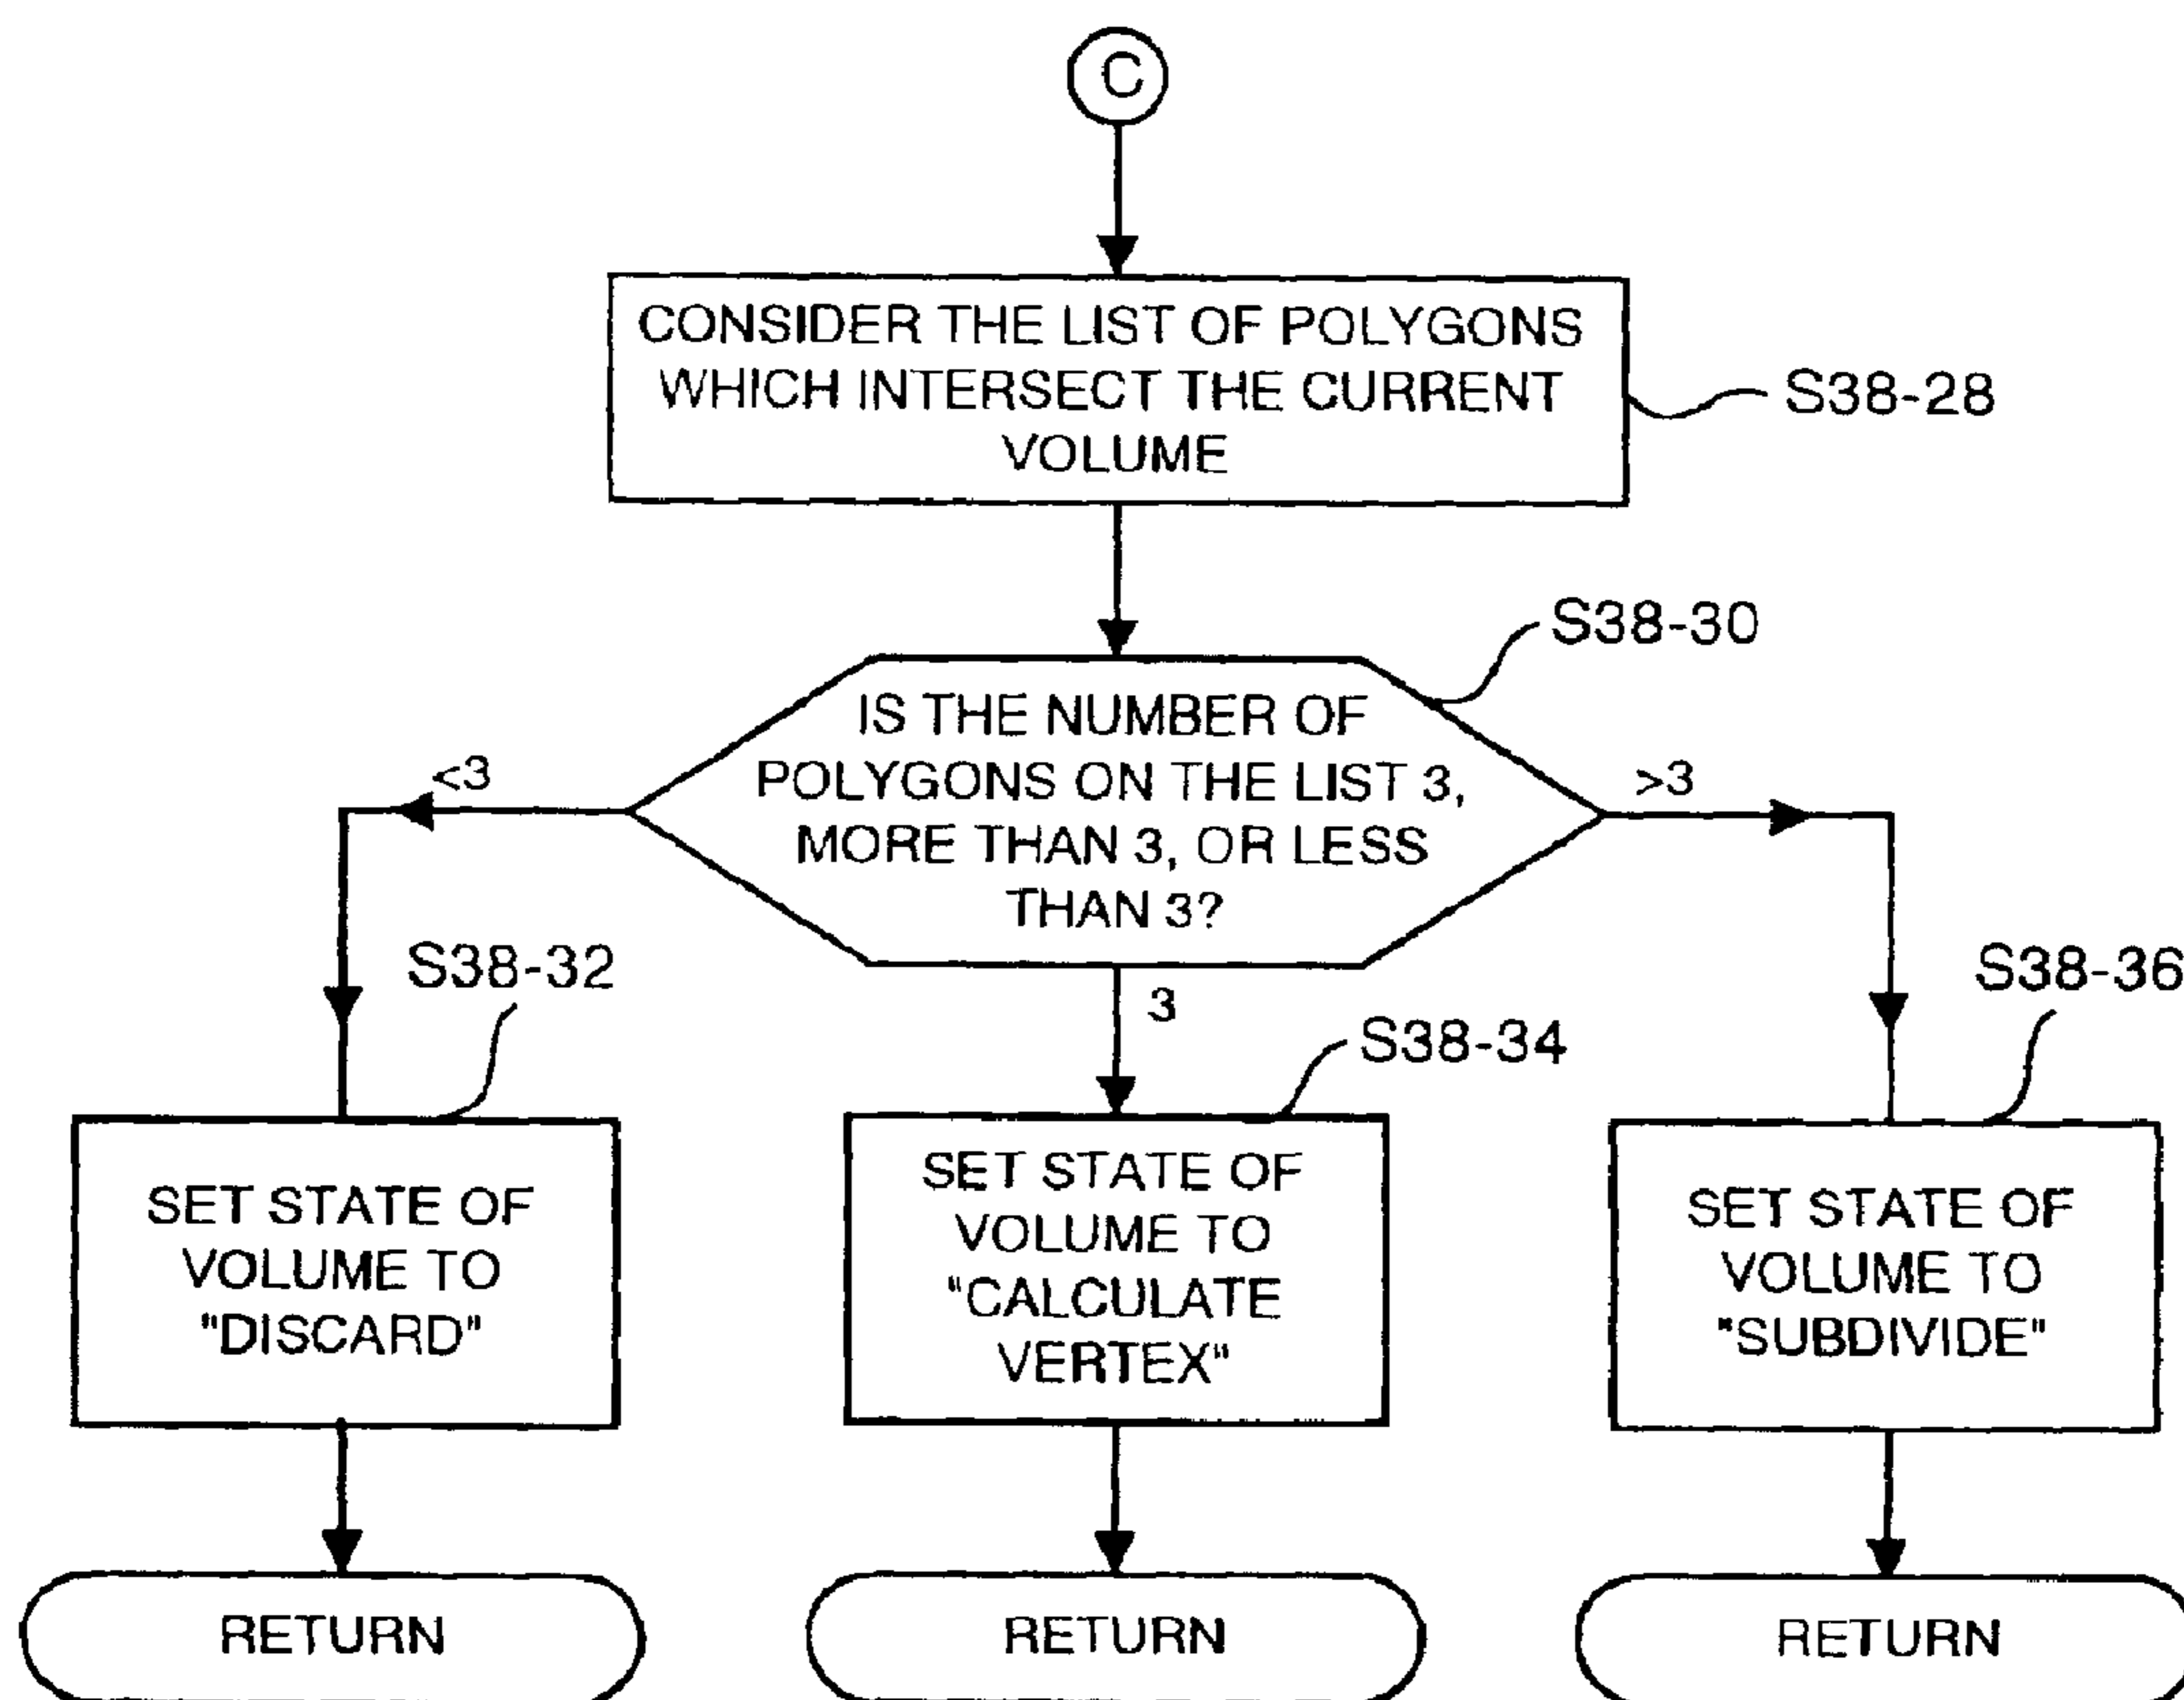 C
CONSIDER THE LIST OF POLYGONS
WHICH INTERSECT THE CURRENT
VOLUME
S38-28
S38-30
IS THE NUMBER OF
POLYGONS ON THE LIST 3,
MORE THAN 3, OR LESS
THAN 3?
<3
>3
3
S38-32
SET STATE OF
VOLUME TO
"DISCARD"
RETURN
S38-34
SET STATE OF
VOLUME TO
"CALCULATE
VERTEX"
RETURN
S38-36
SET STATE OF
VOLUME TO
"SUBDIVIDE"
RETURN